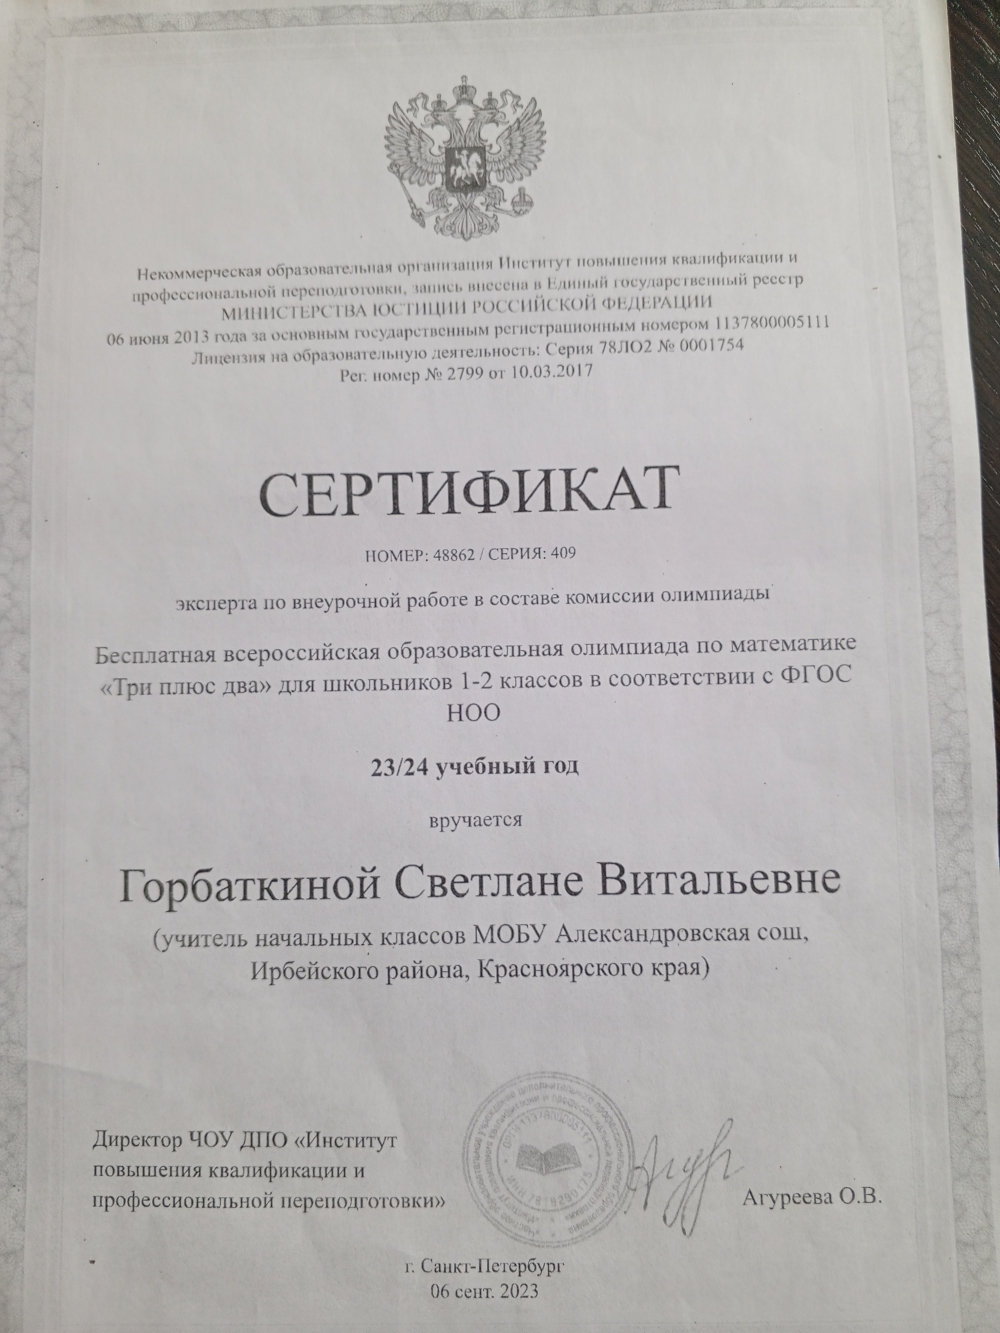 Некоммерческая образовательная организация Институт повышения квалификации и
профессиональной переподготовки, запись внесена в Единый государственный реестр
МИНИСТЕРСТВА ЮСТИЦИИ РОССИЙСКОЙ ФЕДЕРАЦИИ
06 июня 2013 года за основным государственным регистрационным номером 1137800005111
Лицензия на образовательную деятельность: Серия 78ЛО2 № 0001754
Рег. номер № 2799 от 10.03.2017
СЕРТИФИКАТ
НОМЕР: 48862 / СЕРИЯ: 409
эксперта по внеурочной работе в составе комиссии олимпиады
Бесплатная всероссийская образовательная олимпиада по математике
«Три плюс два» для школьников 1-2 классов в соответствии с ФГОС
НОО
23/24 учебный год
вручается
Горбаткиной Светлане Витальевне
(учитель начальных классов МОБУ Александровская сош,
Ирбейского района, Красноярского края)
Директор ЧОУ ДПО «Институт
повышения квалификации и
профессиональной переподготовки»
Агуреева О.В.
г. Санкт-Петербург
06 сент. 2023